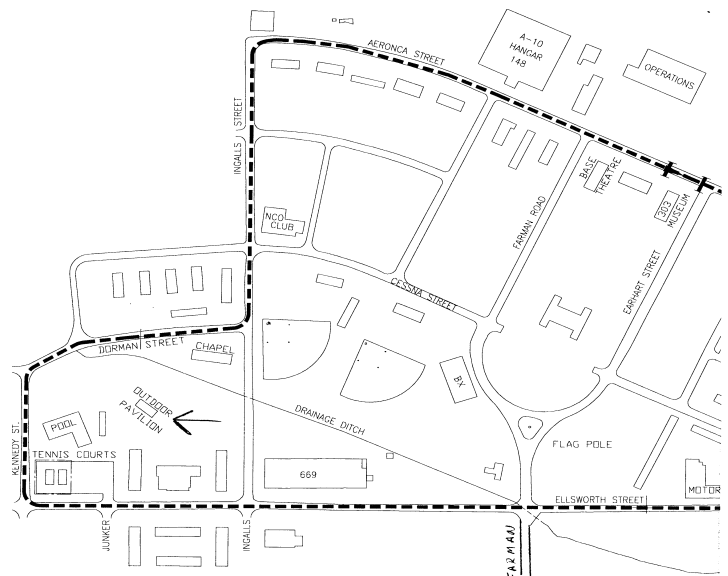 AERONCA STREET
A-10
HANGAR
148
OPERATIONS
INGALLS STREET
BASE
THEATRE
303
MUSEUM
NCO
CLUB
FARMAN ROAD
EARHART STREET
CESSNA STREET
DORMAN STREET
CHAPEL
BX
OUTDOOR
PAVILION
DRAINAGE DITCH
POOL
KENNEDY ST.
TENNIS COURTS
FLAG POLE
669
ELLSWORTH STREET
MOTOR
JUNKER
INGALLS
FARMAN